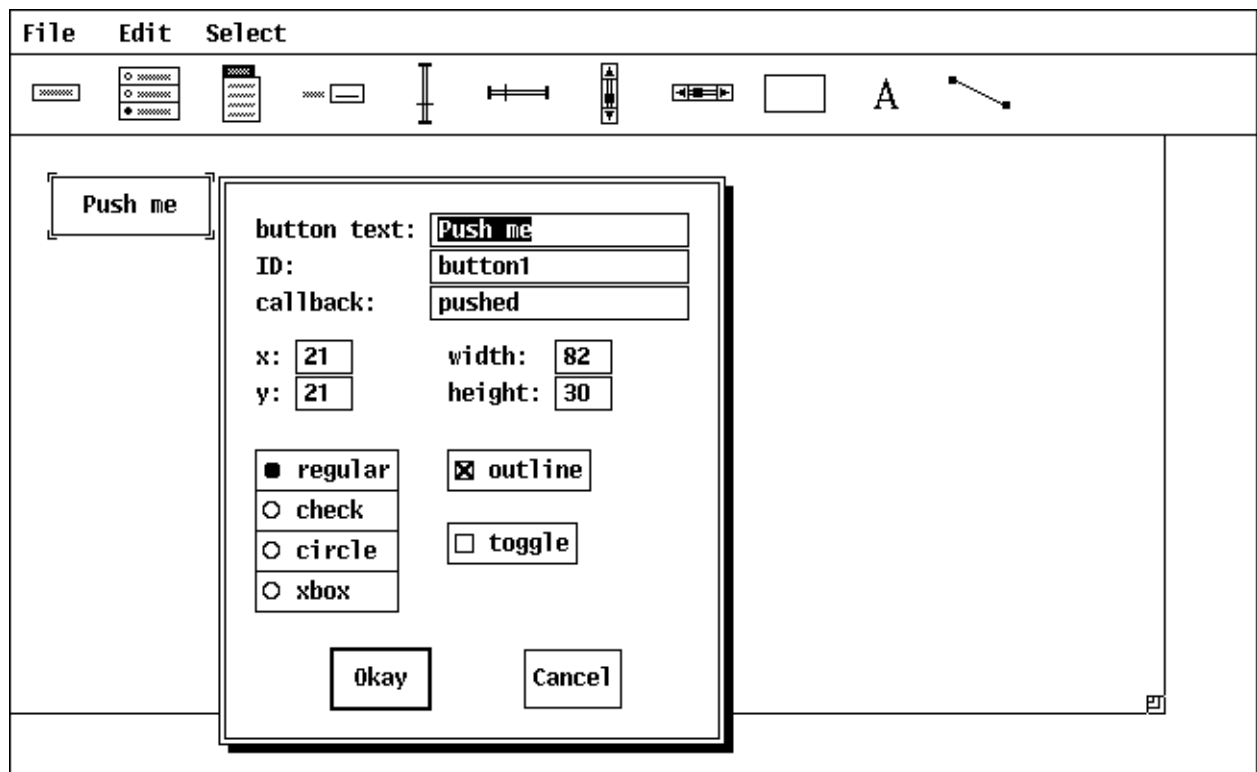 File Edit Select
A
Push me
button text: Push me
ID: button1
callback: pushed
x: 21 width: 82
y: 21 height: 30
regular outline
check
circle toggle
xbox
Okay Cancel